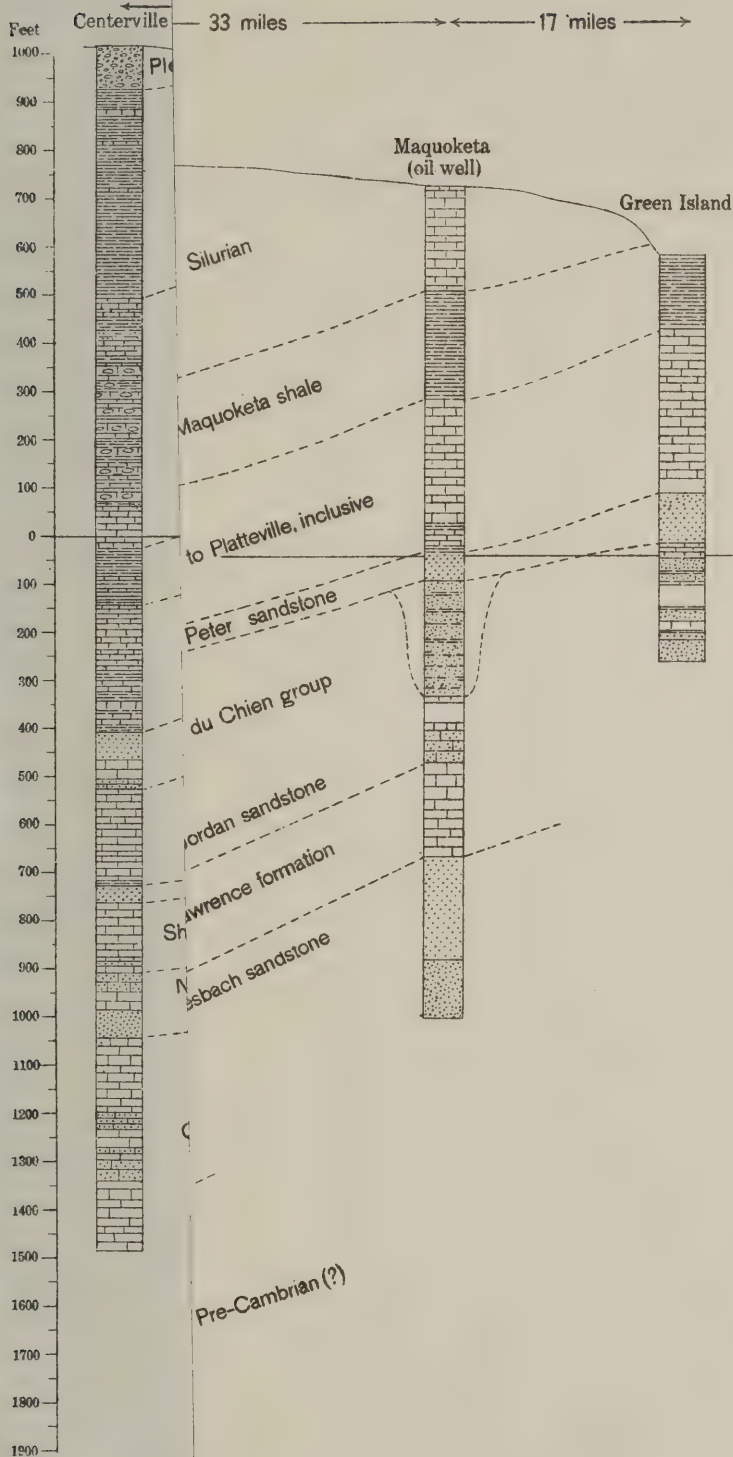 Feet
Centerville
33 miles
17 miles
1000
900
800
700
600
500
400
300
200
100
0
100
200
300
400
500
600
700
800
900
1000
1100
1200
1300
1400
1500
1600
1700
1800
1900
Maquoketa
(oil well)
Green Island
Silurian
Maquoketa shale
to Platteville, inclusive
Peter sandstone
du Chien group
ordan sandstone
awrence formation
esbach sandstone
Pre-Cambrian (?)